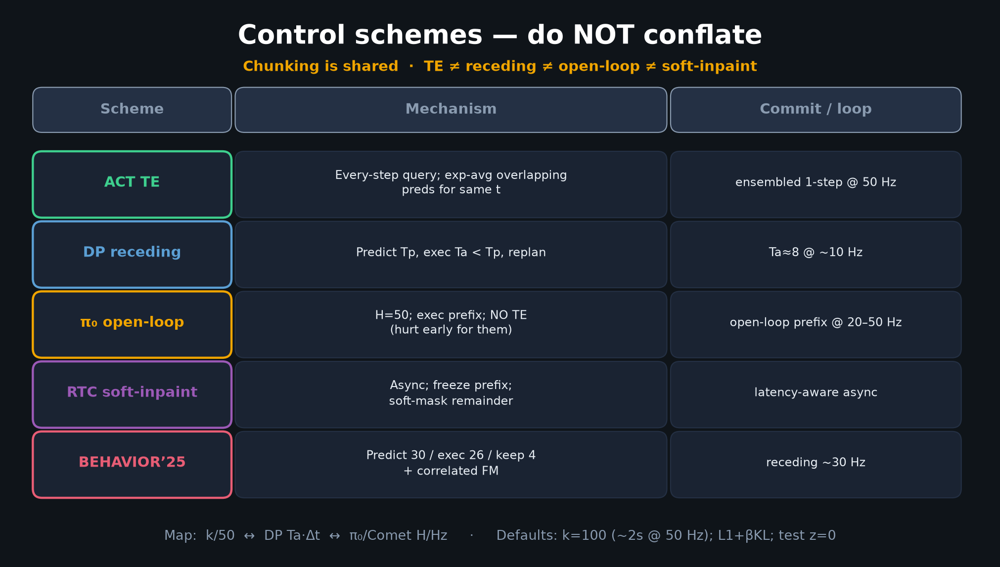 Control schemes — do NOT conflate
Chunking is shared · TE ≠ receding ≠ open-loop ≠ soft-inpaint
Scheme
Mechanism
Commit / loop
ACT TE
Every-step query; exp-avg overlapping
preds for same t
ensembled 1-step @ 50 Hz
DP receding
Predict Tp, exec Ta < Tp, replan
Ta≈8 @ ~10 Hz
π₀ open-loop
H=50; exec prefix; NO TE
(hurt early for them)
open-loop prefix @ 20–50 Hz
RTC soft-inpaint
Async; freeze prefix;
soft-mask remainder
latency-aware async
BEHAVIOR’25
Predict 30 / exec 26 / keep 4
+ correlated FM
receding ~30 Hz
Map: k/50 ↔ DP Ta·Δt ↔ π₀/Comet H/Hz · Defaults: k=100 (~2s @ 50 Hz); L1+βKL; test z=0